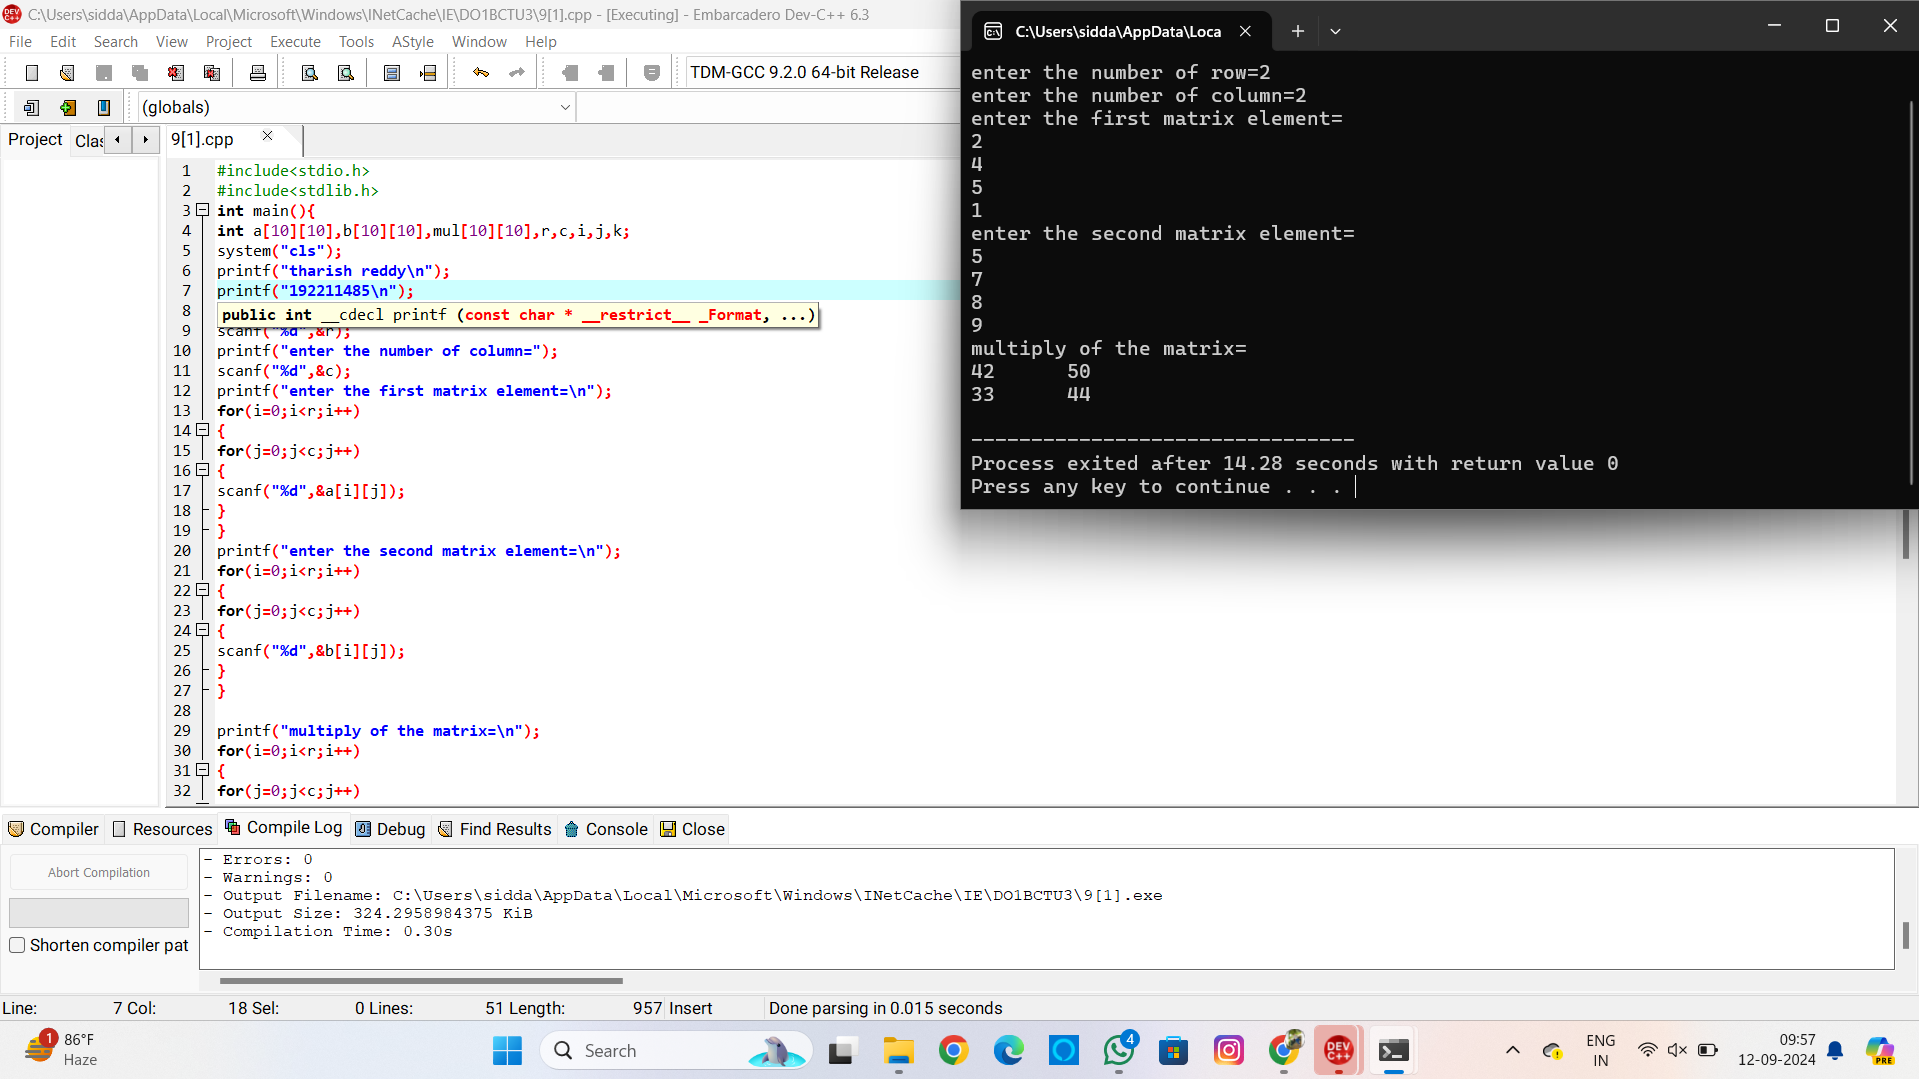 C:\Users\sidda\AppData\Local\Microsoft\Windows\INetCache\IE\DO1BCTU3\9[1].cpp - [Executing] - Embarcadero Dev-C++ 6.3
File Edit Search View Project Execute Tools AStyle Window Help
TDM-GCC 9.2.0 64-bit Release
(globals)
Project Clas 9[1].cpp
1 #include<stdio.h>
2 #include<stdlib.h>
3 int main(){
4 int a[10][10],b[10][10],mul[10][10],r,c,i,j,k;
5 system("cls");
6 printf("tharish reddy\n");
7 printf("192211485\n");
8
public int __cdecl printf (const char * __restrict__ _Format, ...)
9 scanf("%d",&r);
10 printf("enter the number of column=");
11 scanf("%d",&c);
12 printf("enter the first matrix element=\n");
13 for(i=0;i<r;i++)
14 {
15 for(j=0;j<c;j++)
16 {
17 scanf("%d",&a[i][j]);
18 }
19 }
20 printf("enter the second matrix element=\n");
21 for(i=0;i<r;i++)
22 {
23 for(j=0;j<c;j++)
24 {
25 scanf("%d",&b[i][j]);
26 }
27 }
28
29 printf("multiply of the matrix=\n");
30 for(i=0;i<r;i++)
31 {
32 for(j=0;j<c;j++)
C:\Users\sidda\AppData\Loca
enter the number of row=2
enter the number of column=2
enter the first matrix element=
2
4
5
1
enter the second matrix element=
5
7
8
9
multiply of the matrix=
42 50
33 44
--------------------------------
Process exited after 14.28 seconds with return value 0
Press any key to continue . . .
Compiler Resources Compile Log Debug Find Results Console Close
Abort Compilation
Shorten compiler pat
- Errors: 0
- Warnings: 0
- Output Filename: C:\Users\sidda\AppData\Local\Microsoft\Windows\INetCache\IE\DO1BCTU3\9[1].exe
- Output Size: 324.2958984375 KiB
- Compilation Time: 0.30s
Line: 7 Col: 18 Sel: 0 Lines: 51 Length: 957 Insert Done parsing in 0.015 seconds
1
86°F
Haze
Search
4
DEV C++
ENG
IN
09:57
12-09-2024
PRE